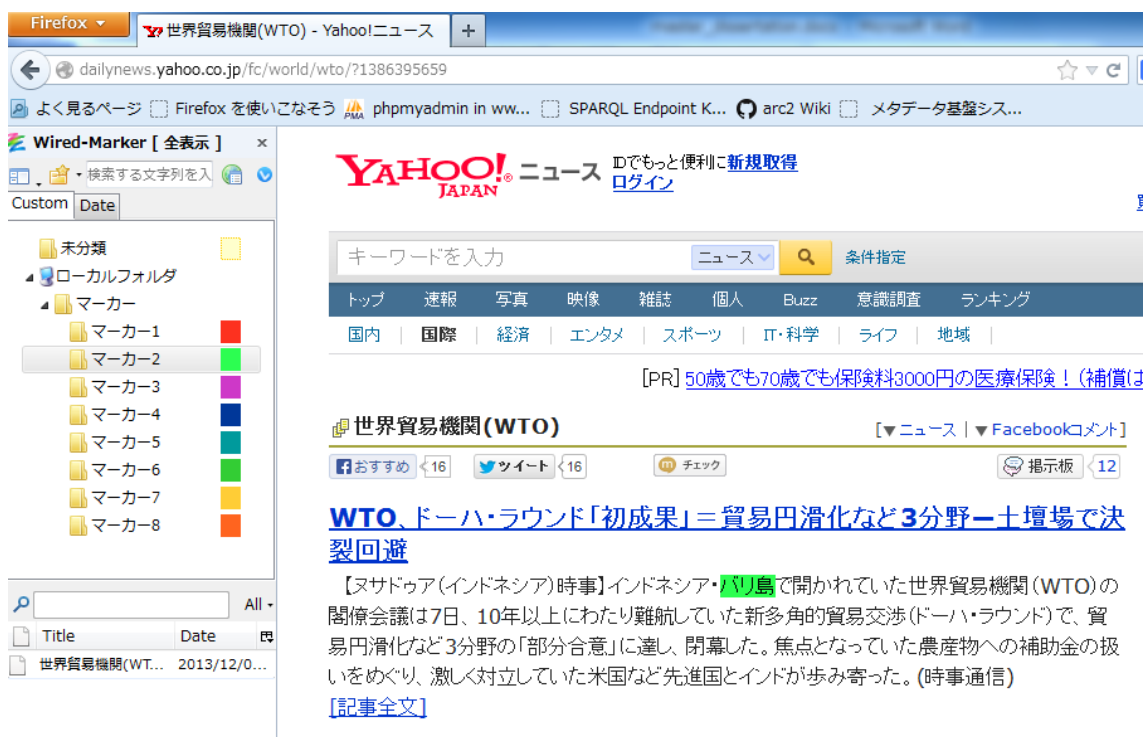 Firefox
世界貿易機関(WTO) - Yahoo!ニュース
dailynews.yahoo.co.jp/fc/world/wto/?1386395659
よく見るページ Firefox を使いこなそう phpmyadmin in ww... SPARQL Endpoint K... arc2 Wiki メタデータ基盤シス...
Wired-Marker [ 全表示 ]
検索する文字列を入
Custom Date
未分類
ローカルフォルダ
マーカー
マーカー1
マーカー2
マーカー3
マーカー4
マーカー5
マーカー6
マーカー7
マーカー8
All
Title Date
世界貿易機関(WT... 2013/12/0...
YAHOO! JAPAN ニュース
IDでもっと便利に新規取得
ログイン
キーワードを入力 ニュース 条件指定
トップ 速報 写真 映像 雑誌 個人 Buzz 意識調査 ランキング
国内 | 国際 | 経済 | エンタメ | スポーツ | IT・科学 | ライフ | 地域 |
[PR] 50歳でも70歳でも保険料3000円の医療保険!(補償は
世界貿易機関(WTO) [▼ニュース | ▼Facebookコメント]
おすすめ 16 ツイート 16 チェック 掲示板 12
WTO、ドーハ・ラウンド「初成果」=貿易円滑化など3分野―土壇場で決
裂回避
【ヌサドゥア(インドネシア)時事】インドネシア・バリ島で開かれていた世界貿易機関(WTO)の
閣僚会議は7日、10年以上にわたり難航していた新多角的貿易交渉(ドーハ・ラウンド)で、貿
易円滑化など3分野の「部分合意」に達し、閉幕した。焦点となっていた農産物への補助金の扱
いをめぐり、激しく対立していた米国など先進国とインドが歩み寄った。(時事通信)
[記事全文]